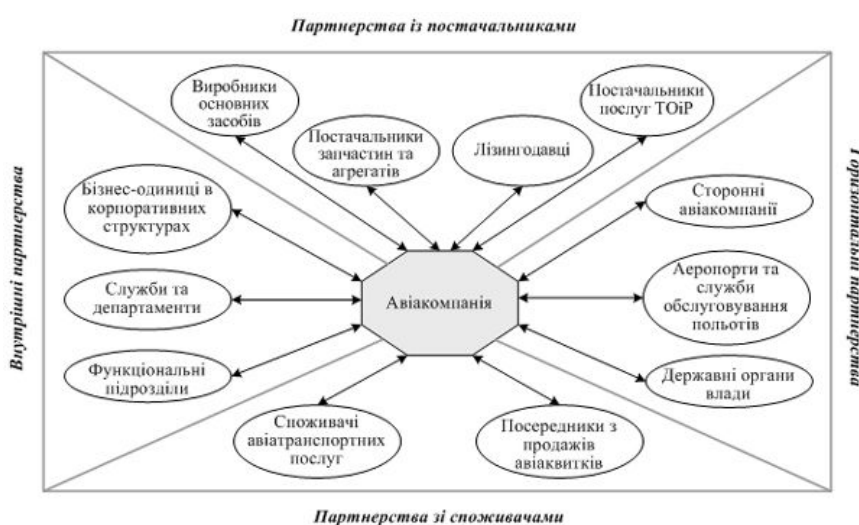 Партнерства із постачальниками
Виробники
основних
засобів
Постачальники
послуг ТОіР
Постачальники
запчастин та
агрегатів
Лізингодавці
Бізнес-одиниці в
корпоративних
структурах
Сторонні
авіакомпанії
Внутрішні партнерства
Горизонтальні партнерства
Служби та
департаменти
Авіакомпанія
Аеропорти та
служби
обслуговування
польотів
Функціональні
підрозділи
Державні органи
влади
Споживачі
авіатранспортних
послуг
Посередники з
продажів
авіаквитків
Партнерства зі споживачами